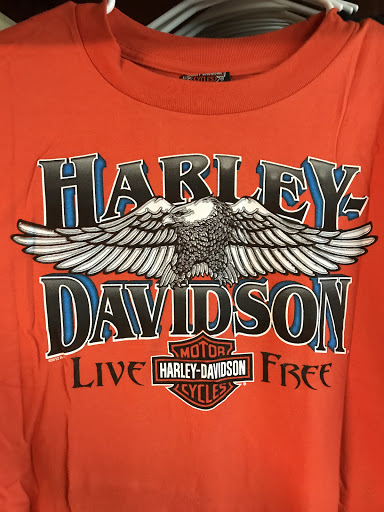 HARLEY-
DAVIDSON
LIVE FREE
MOTOR
HARLEY-DAVIDSON
CYCLES